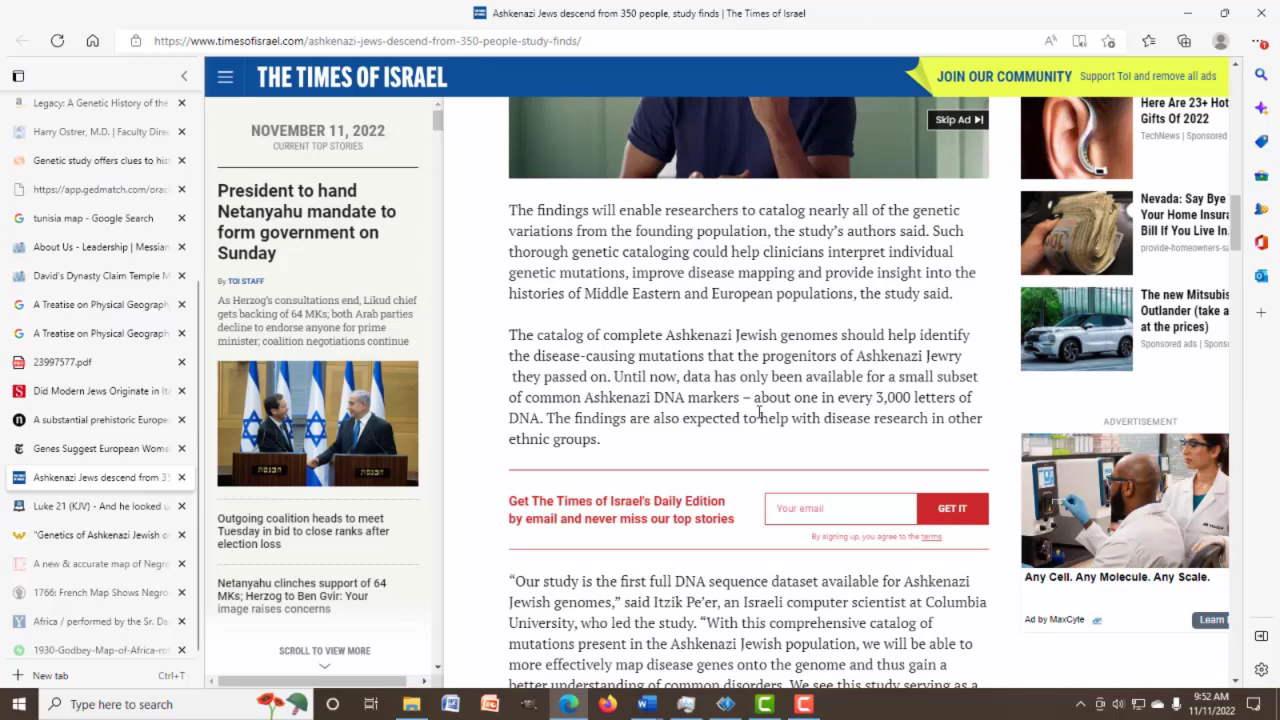 Ashkenazi Jews descend from 350 people, study finds | The Times of Israel
https://www.timesofisrael.com/ashkenazi-jews-descend-from-350-people-study-finds/
Legacy: A Genetic History of the
Harry Ostrer, M.D. | Faculty Dire
Genetic study offers clues to his
https://app.gedmatch.com/orac
tunisia map - Google Search
About Us - Leadership | Messian
David's Dynasty Claim Temple M
A Treatise on Physical Geograph
A Treatise on Physical Geograph
23997577.pdf
Did Modern Jews Originate in Ita
A substantial prehistoric Europe
Genes Suggest European Wome
Ashkenazi Jews descend from 35
Luke 21 (KJV) - And he looked u
"Genetics of Ashkenazi Jewish o
A new & accurate map of Negro
1766: French Map Shows Negro
Africa / performed by the Sr. Da
1930-Godbey-Map-of-Africa-ro
New tab Ctrl+T
THE TIMES OF ISRAEL
JOIN OUR COMMUNITY Support ToI and remove all ads
NOVEMBER 11, 2022
CURRENT TOP STORIES
President to hand
Netanyahu mandate to
form government on
Sunday
By TOI STAFF
As Herzog's consultations end, Likud chief
gets backing of 64 MKs; both Arab parties
decline to endorse anyone for prime
minister; coalition negotiations continue
הכנסת
הכנסת
Outgoing coalition heads to meet
Tuesday in bid to close ranks after
election loss
Netanyahu clinches support of 64
MKs; Herzog to Ben Gvir: Your
image raises concerns
SCROLL TO VIEW MORE
Skip Ad
The findings will enable researchers to catalog nearly all of the genetic
variations from the founding population, the study's authors said. Such
thorough genetic cataloging could help clinicians interpret individual
genetic mutations, improve disease mapping and provide insight into the
histories of Middle Eastern and European populations, the study said.
The catalog of complete Ashkenazi Jewish genomes should help identify
the disease-causing mutations that the progenitors of Ashkenazi Jewry
they passed on. Until now, data has only been available for a small subset
of common Ashkenazi DNA markers – about one in every 3,000 letters of
DNA. The findings are also expected to help with disease research in other
ethnic groups.
Get The Times of Israel's Daily Edition
by email and never miss our top stories
Your email
GET IT
By signing up, you agree to the terms
“Our study is the first full DNA sequence dataset available for Ashkenazi
Jewish genomes,” said Itzik Pe'er, an Israeli computer scientist at Columbia
University, who led the study. “With this comprehensive catalog of
mutations present in the Ashkenazi Jewish population, we will be able to
more effectively map disease genes onto the genome and thus gain a
better understanding of common disorders. We see this study serving as a
Here Are 23+ Hot
Gifts Of 2022
TechNews | Sponsored
Nevada: Say Bye
Your Home Insura
Bill If You Live In
provide-homeowners-sa
The new Mitsubis
Outlander (take a
at the prices)
Sponsored ads | Spons
ADVERTISEMENT
Any Cell. Any Molecule. Any Scale.
Ad by MaxCyte
Learn
Type here to search
9:52 AM
11/11/2022